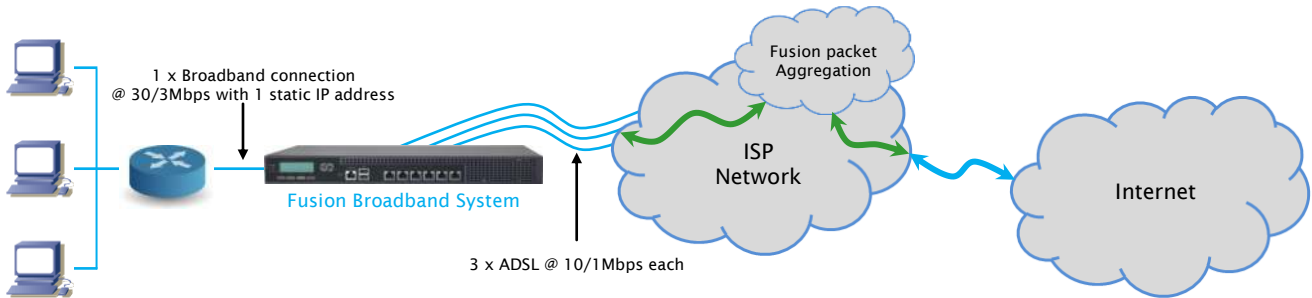 1 x Broadband connection
@ 30/3Mbps with 1 static IP address
Fusion Broadband System
3 x ADSL @ 10/1Mbps each
Fusion packet
Aggregation
ISP
Network
Internet